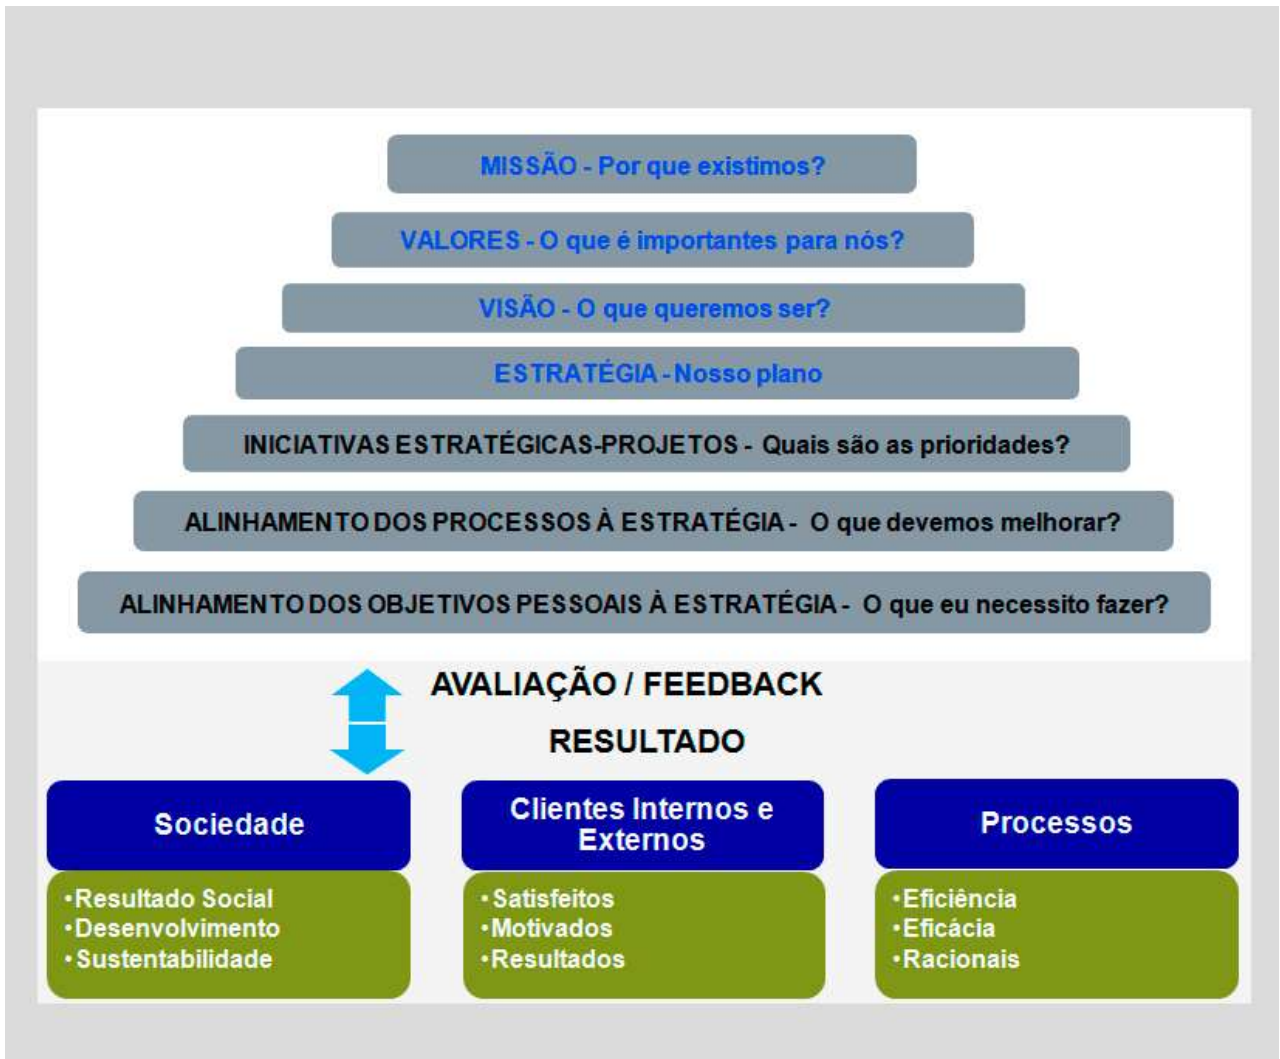 MISSÃO - Por que existimos?
VALORES - O que é importantes para nós?
VISÃO - O que queremos ser?
ESTRATÉGIA - Nosso plano
INICIATIVAS ESTRATÉGICAS-PROJETOS - Quais são as prioridades?
ALINHAMENTO DOS PROCESSOS À ESTRATÉGIA - O que devemos melhorar?
ALINHAMENTO DOS OBJETIVOS PESSOAIS À ESTRATÉGIA - O que eu necessito fazer?
AVALIAÇÃO / FEEDBACK
RESULTADO
Sociedade
•Resultado Social
•Desenvolvimento
•Sustentabilidade
Clientes Internos e
Externos
•Satisfeitos
•Motivados
•Resultados
Processos
•Eficiência
•Eficácia
•Racionais